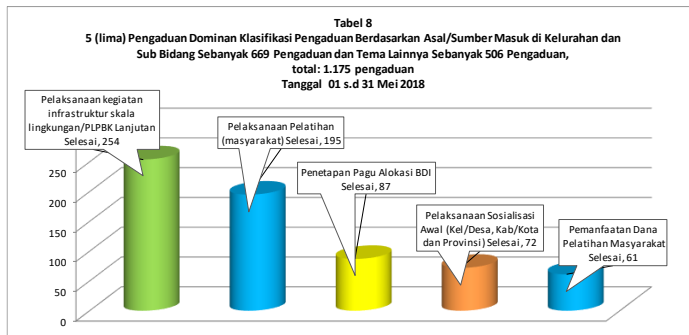 Tabel 8
5 (lima) Pengaduan Dominan Klasifikasi Pengaduan Berdasarkan Asal/Sumber Masuk di Kelurahan dan
Sub Bidang Sebanyak 669 Pengaduan dan Tema Lainnya Sebanyak 506 Pengaduan,
total: 1.175 pengaduan
Tanggal 01 s.d 31 Mei 2018
Pelaksanaan kegiatan
infrastruktur skala
lingkungan/PLPBK Lanjutan
Selesai, 254
Pelaksanaan Pelatihan
(masyarakat) Selesai, 195
Penetapan Pagu Alokasi BDI
Selesai, 87
Pelaksanaan Sosialisasi
Awal (Kel/Desa, Kab/Kota
dan Provinsi) Selesai, 72
Pemanfaatan Dana
Pelatihan Masyarakat
Selesai, 61
250
200
150
100
50
0